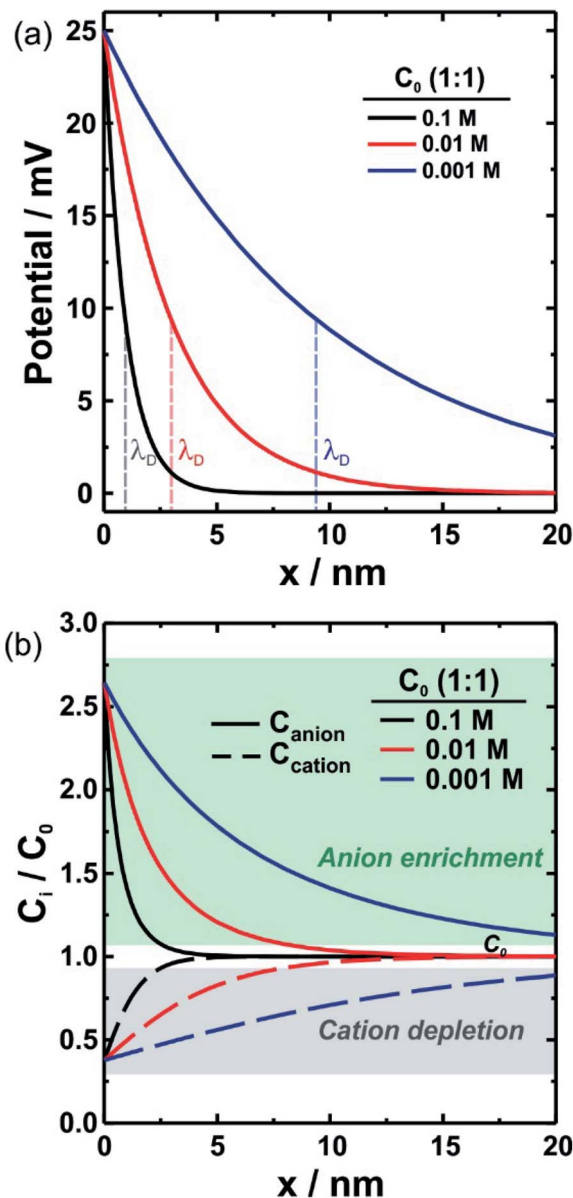 (a)
C₀ (1:1)
0.1 M
0.01 M
0.001 M
Potential / mV
25
20
15
10
5
0
λD λD λD
0 5 10 15 20
x / nm
(b)
C₀ (1:1)
0.1 M
0.01 M
0.001 M
Canion
Ccation
Anion enrichment
C₀
Cation depletion
Ci / C₀
3.0
2.5
2.0
1.5
1.0
0.5
0.0
0 5 10 15 20
x / nm